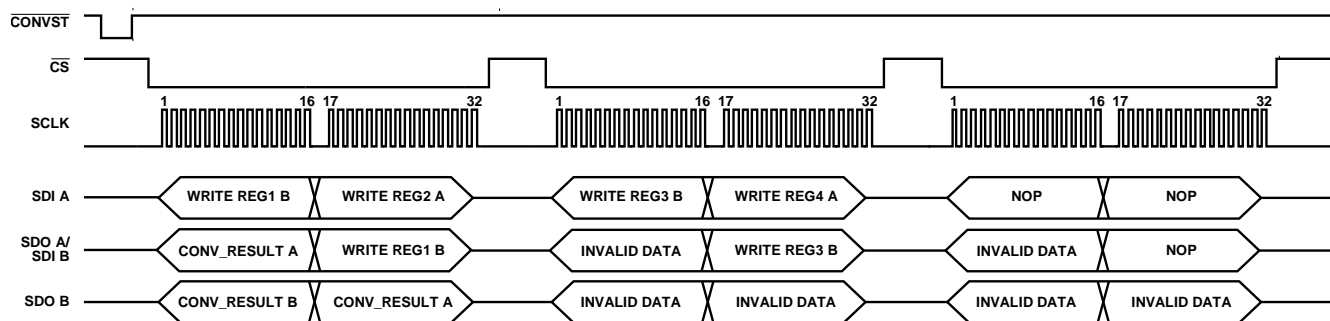 CONVST
CS
1 16 17 32 1 16 17 32 1 16 17 32
SCLK
SDI A WRITE REG1 B WRITE REG2 A WRITE REG3 B WRITE REG4 A NOP NOP
SDO A/
SDI B CONV_RESULT A WRITE REG1 B INVALID DATA WRITE REG3 B INVALID DATA NOP
SDO B CONV_RESULT B CONV_RESULT A INVALID DATA INVALID DATA INVALID DATA INVALID DATA